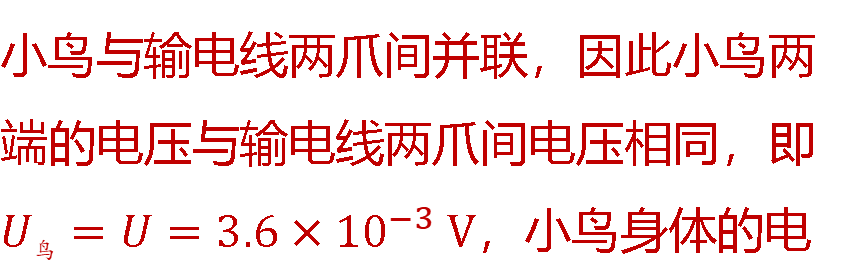 小鸟与输电线两爪间并联，因此小鸟两
端的电压与输电线两爪间电压相同，即
U鸟 = U = 3.6 × 10⁻³ V，小鸟身体的电